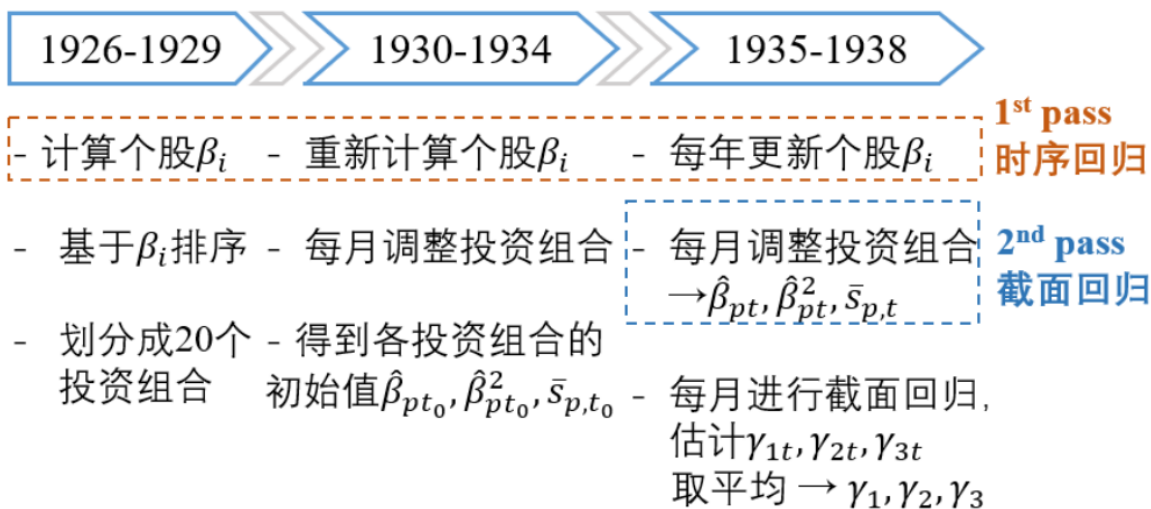 1926-1929
1930-1934
1935-1938
1st pass
时序回归
- 计算个股βᵢ
- 重新计算个股βᵢ
- 每年更新个股βᵢ
- 基于βᵢ排序
- 每月调整投资组合
- 每月调整投资组合
→β̂ₚₜ, β̂²ₚₜ, s̄ₚ,ₜ
2nd pass
截面回归
- 划分成20个
投资组合
- 得到各投资组合的
初始值β̂ₚₜ₀, β̂²ₚₜ₀, s̄ₚ,ₜ₀
- 每月进行截面回归,
估计γ₁ₜ, γ₂ₜ, γ₃ₜ
取平均 → γ₁, γ₂, γ₃